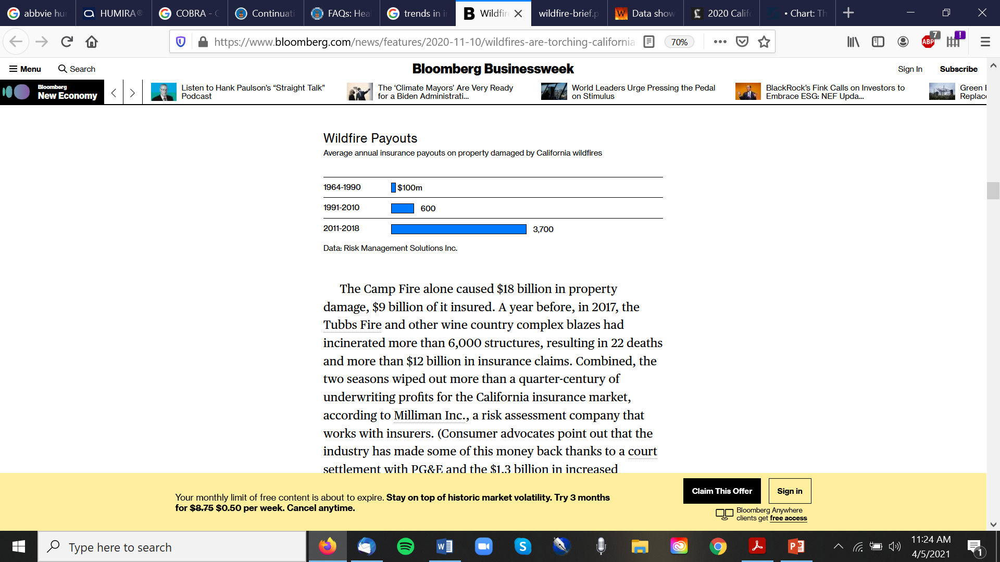 abbvie hu
HUMIRA®
COBRA - G
Continuati
FAQs: Hea
trends in i
Wildfir
wildfire-brief.p
Data show
2020 Calif
• Chart: Th
https://www.bloomberg.com/news/features/2020-11-10/wildfires-are-torching-california
70%
ABP
7
!
Menu
Search
Bloomberg Businessweek
Sign In
Subscribe
Bloomberg
New Economy
Listen to Hank Paulson's “Straight Talk”
Podcast
The ‘Climate Mayors’ Are Very Ready
for a Biden Administrati...
World Leaders Urge Pressing the Pedal
on Stimulus
BlackRock’s Fink Calls on Investors to
Embrace ESG: NEF Upda...
Green
Replac
Wildfire Payouts
Average annual insurance payouts on property damaged by California wildfires
1964-1990 $100m
1991-2010 600
2011-2018 3,700
Data: Risk Management Solutions Inc.
The Camp Fire alone caused $18 billion in property
damage, $9 billion of it insured. A year before, in 2017, the
Tubbs Fire and other wine country complex blazes had
incinerated more than 6,000 structures, resulting in 22 deaths
and more than $12 billion in insurance claims. Combined, the
two seasons wiped out more than a quarter-century of
underwriting profits for the California insurance market,
according to Milliman Inc., a risk assessment company that
works with insurers. (Consumer advocates point out that the
industry has made some of this money back thanks to a court
settlement with PG&E and the $1.3 billion in increased
Your monthly limit of free content is about to expire. Stay on top of historic market volatility. Try 3 months
for $8.75 $0.50 per week. Cancel anytime.
Claim This Offer
Sign in
Bloomberg Anywhere
clients get free access
Type here to search
11:24 AM
4/5/2021
1